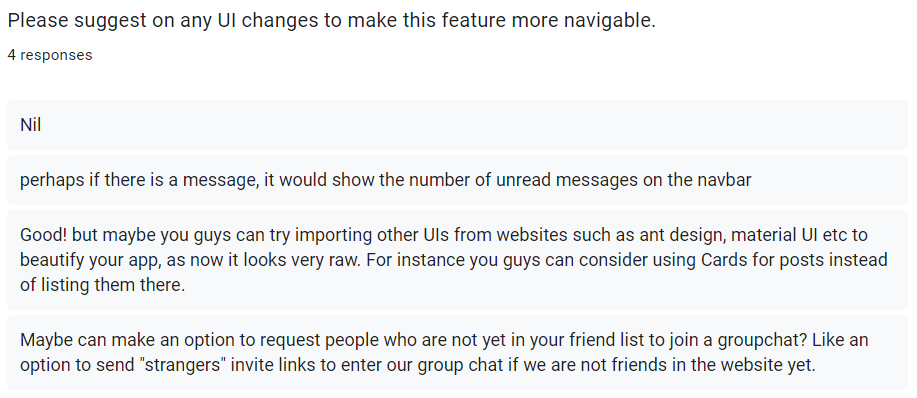 Please suggest on any UI changes to make this feature more navigable.
4 responses
Nil
perhaps if there is a message, it would show the number of unread messages on the navbar
Good! but maybe you guys can try importing other UIs from websites such as ant design, material UI etc to
beautify your app, as now it looks very raw. For instance you guys can consider using Cards for posts instead
of listing them there.
Maybe can make an option to request people who are not yet in your friend list to join a groupchat? Like an
option to send "strangers" invite links to enter our group chat if we are not friends in the website yet.